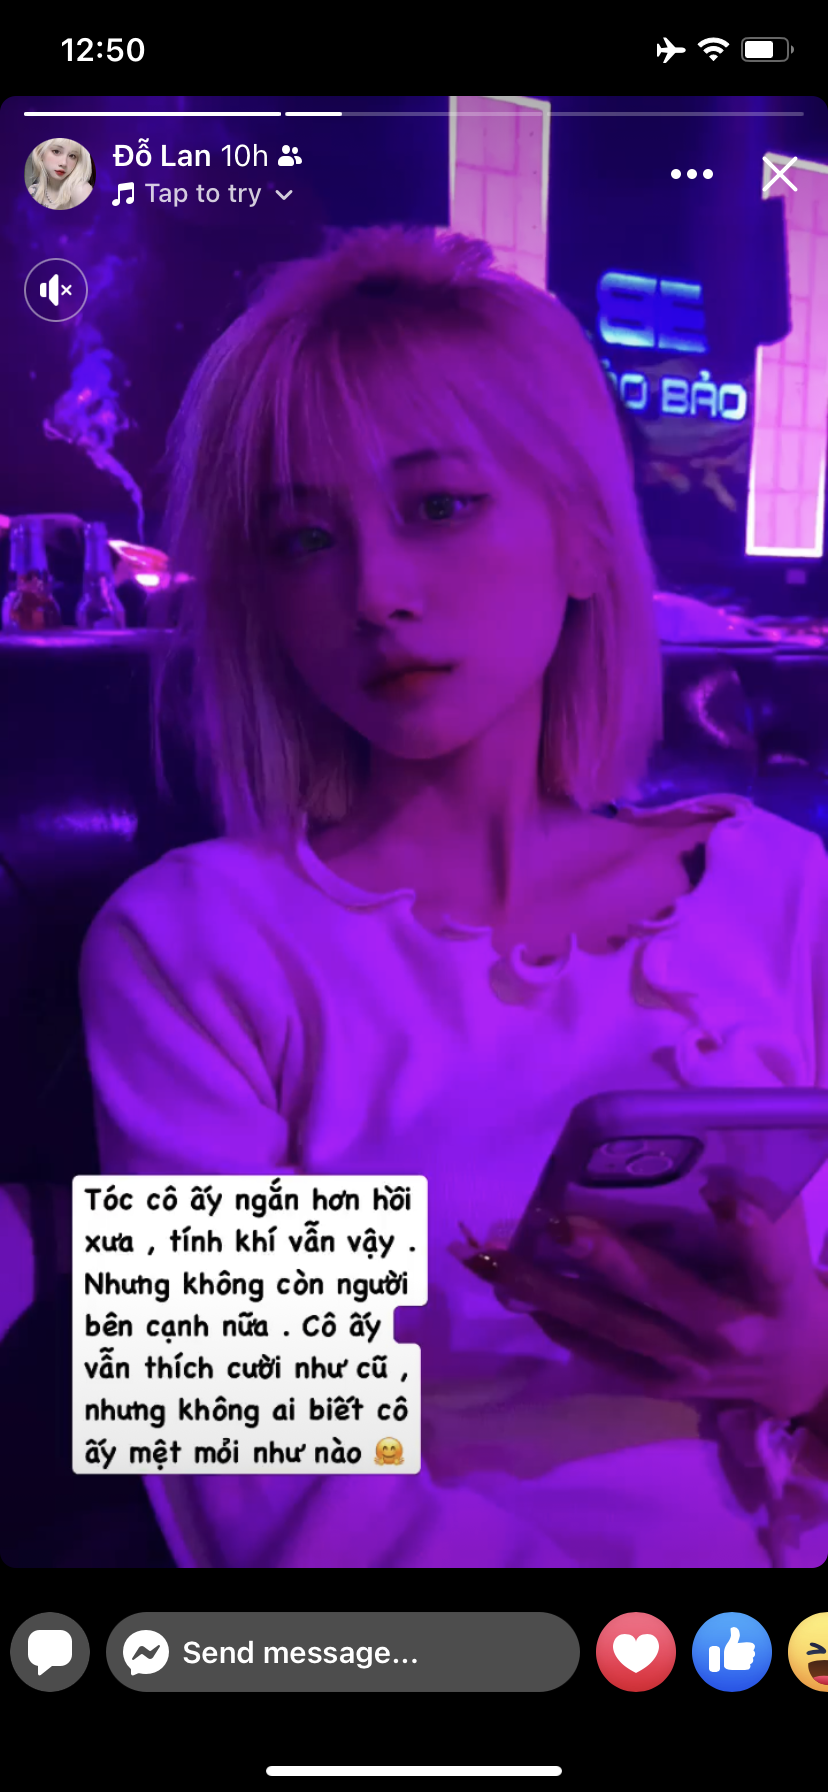 12:50
Đỗ Lan 10h
Tap to try
BẢO
Tóc cô ấy ngắn hơn hồi
xưa , tính khí vẫn vậy .
Nhưng không còn người
bên cạnh nữa . Cô ấy
vẫn thích cười như cũ ,
nhưng không ai biết cô
ấy mệt mỏi như nào 🤗
Send message...